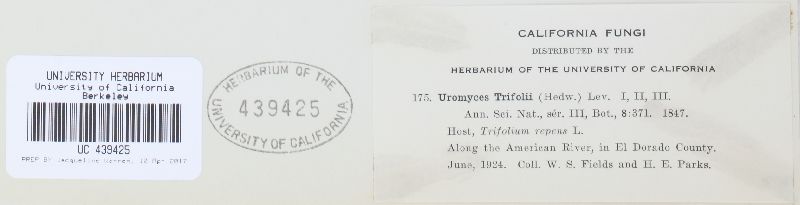 UNIVERSITY HERBARIUM
University of California
Berkeley
UC 439425
PREP BY Jacqueline Warren, 12 Apr 2017
HERBARIUM OF THE
439425
UNIVERSITY OF CALIFORNIA
CALIFORNIA FUNGI
DISTRIBUTED BY THE
HERBARIUM OF THE UNIVERSITY OF CALIFORNIA
175. Uromyces Trifolii (Hedw.) Lev. I, II, III.
Ann. Sci. Nat., sér. III, Bot., 8:371. 1847.
Host, Trifolium repens L.
Along the American River, in El Dorado County.
June, 1924. Coll. W. S. Fields and H. E. Parks.